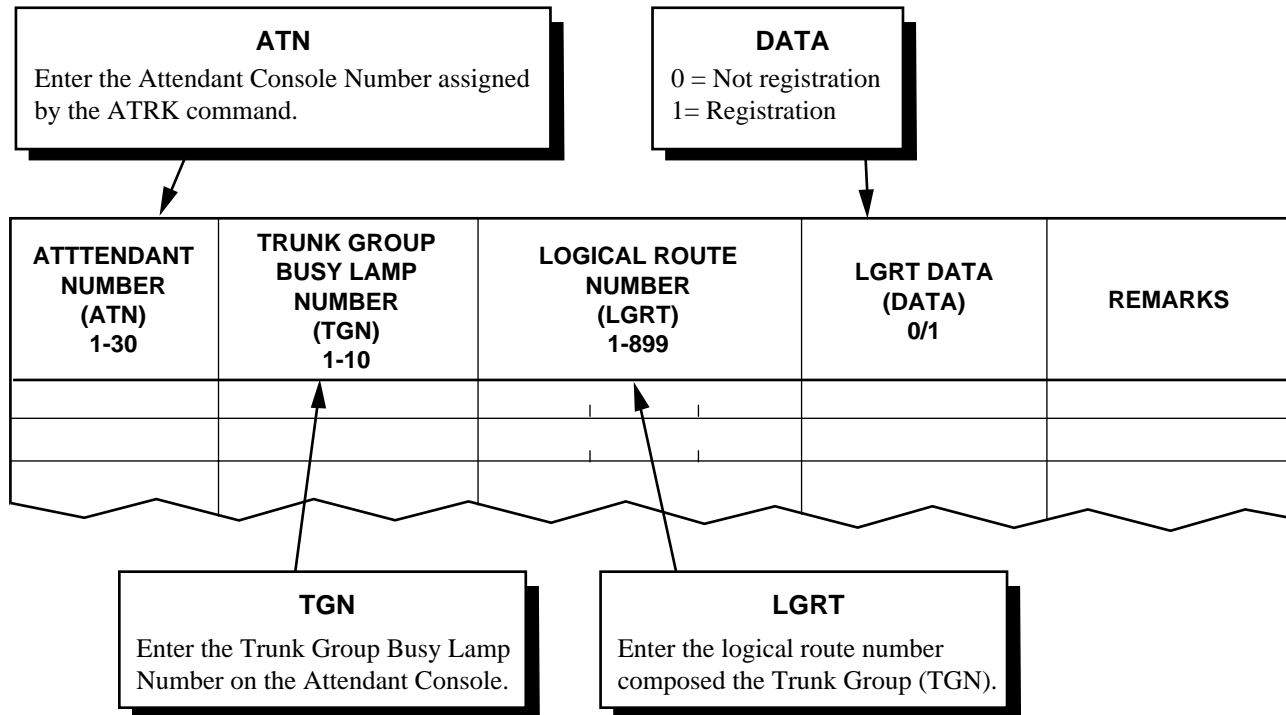 ATN
Enter the Attendant Console Number assigned
by the ATRK command.
DATA
0 = Not registration
1= Registration
ATTTENDANT
NUMBER
(ATN)
1-30
TRUNK GROUP
BUSY LAMP
NUMBER
(TGN)
1-10
LOGICAL ROUTE
NUMBER
(LGRT)
1-899
LGRT DATA
(DATA)
0/1
REMARKS
TGN
Enter the Trunk Group Busy Lamp
Number on the Attendant Console.
LGRT
Enter the logical route number
composed the Trunk Group (TGN).